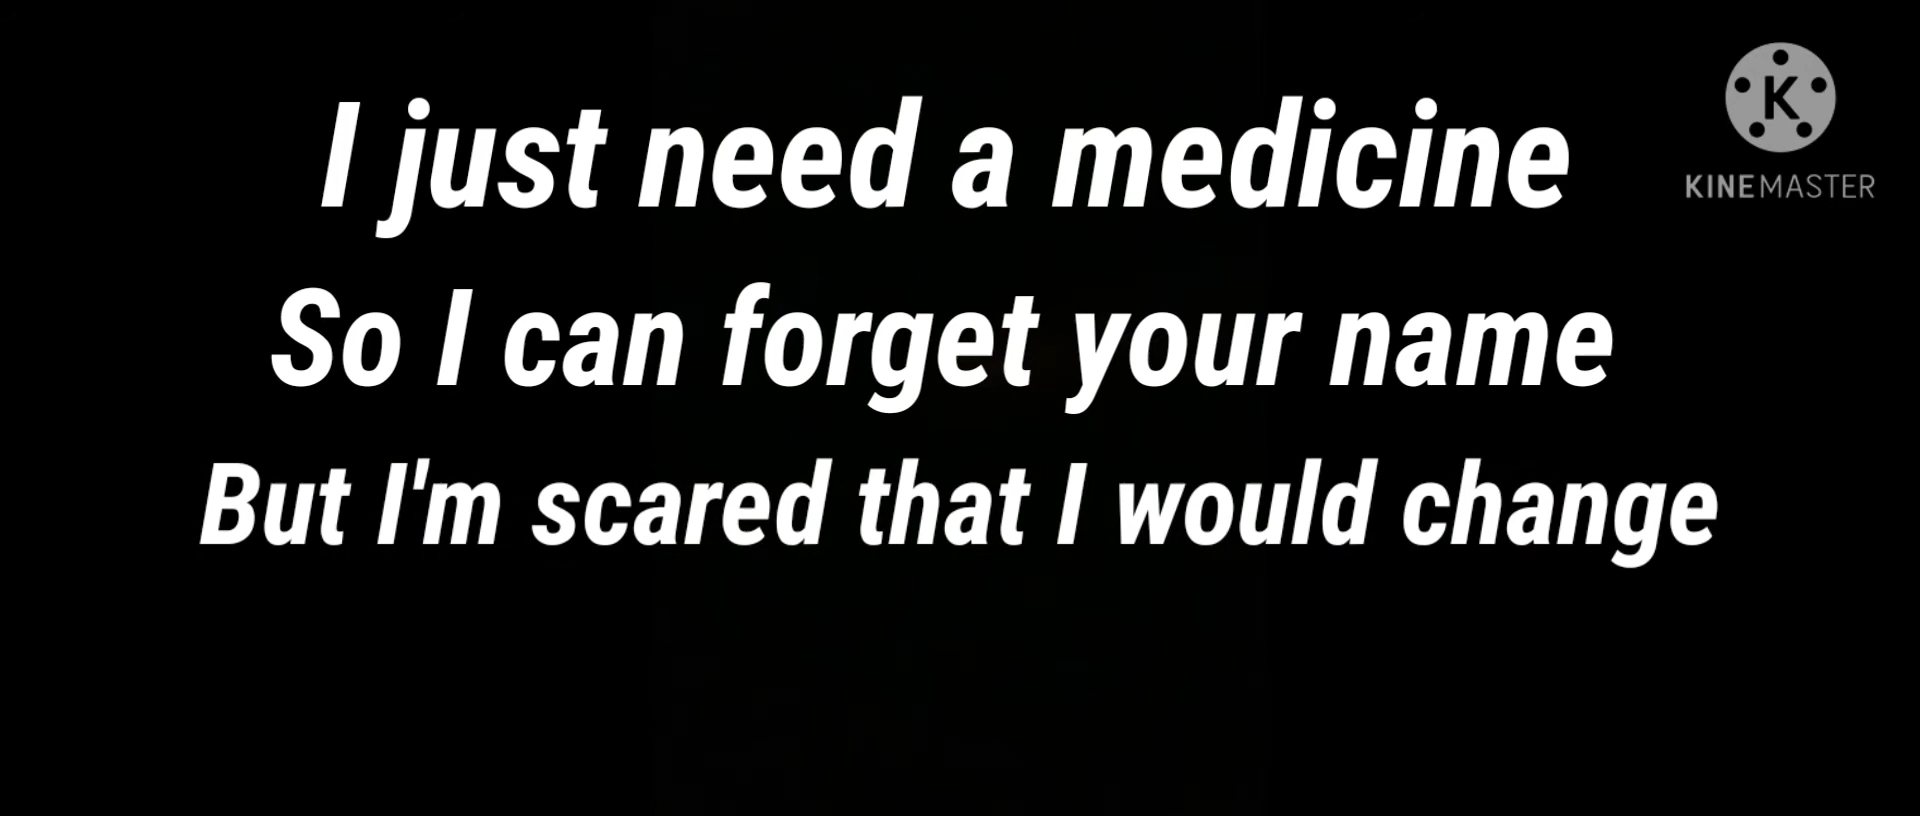 I just need a medicine
So I can forget your name
But I'm scared that I would change
K
KINEMASTER